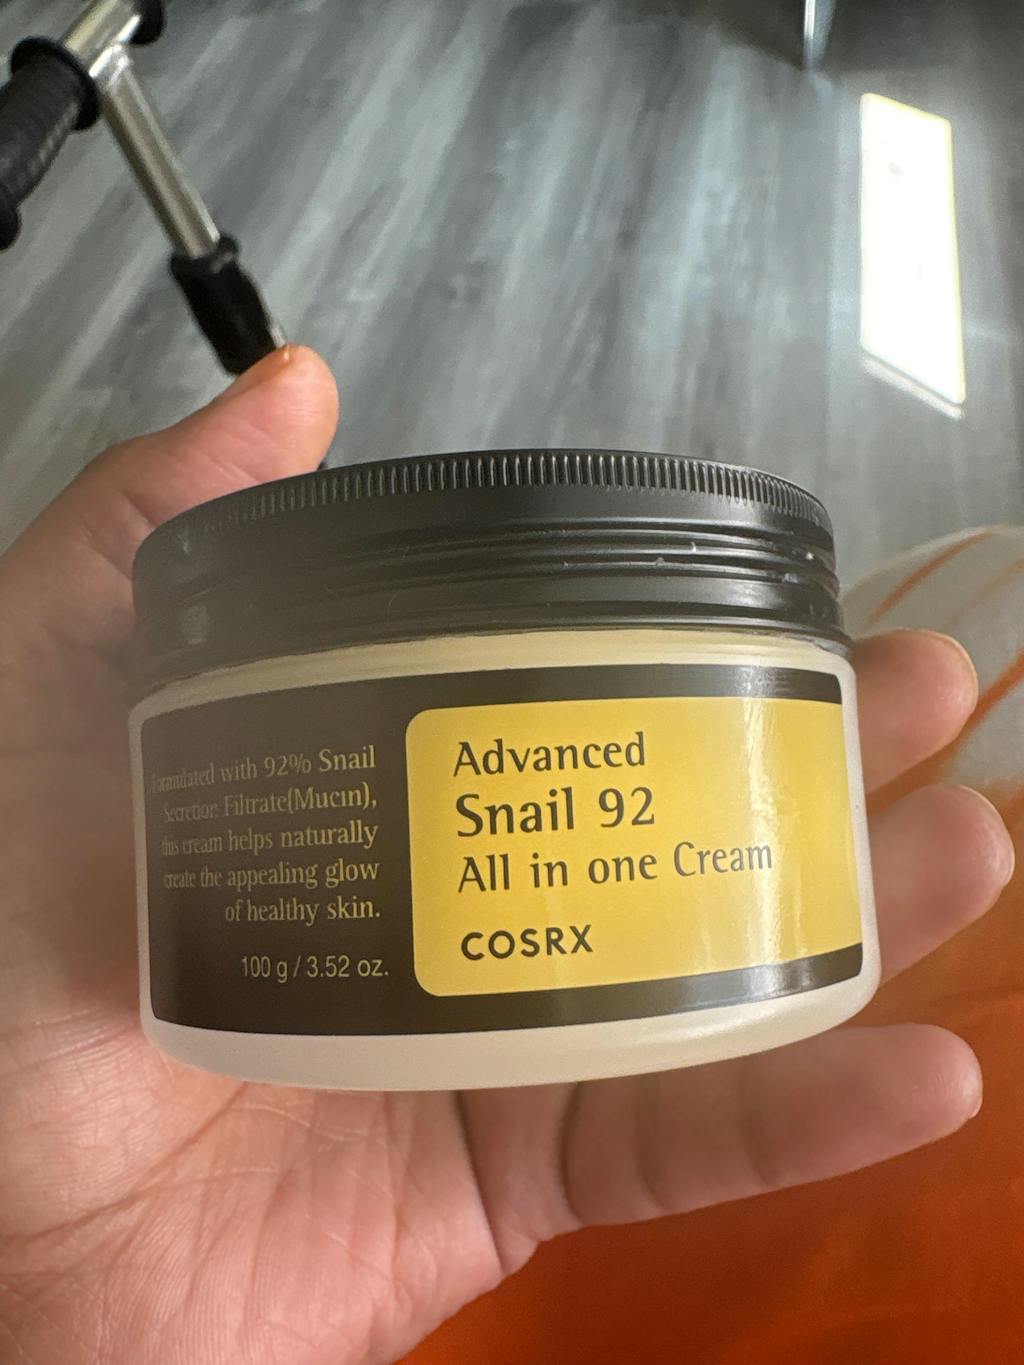 Formulated with 92% Snail
Secretion Filtrate(Mucin),
this cream helps naturally
create the appealing glow
of healthy skin.
100 g / 3.52 oz.
Advanced
Snail 92
All in one Cream
COSRX